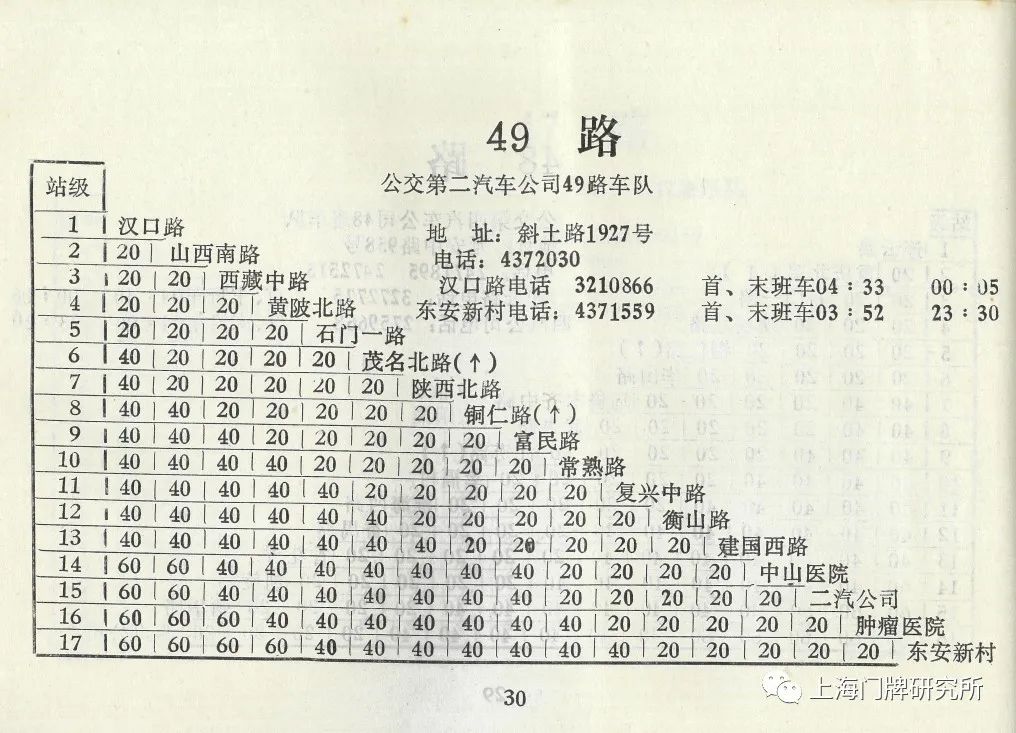 49 路
公交第二汽车公司49路车队
站级
1 汉口路 地 址:斜土路1927号
2 |20| 山西南路 电话:4372030
3 |20|20| 西藏中路 汉口路电话 3210866 首、末班车04:33 00:05
4 |20|20|20| 黄陂北路 东安新村电话 4371559 首、末班车03:52 23:30
5 |20|20|20|20| 石门一路
6 |40|20|20|20|20| 茂名北路(↑)
7 |40|20|20|20|20|20| 陕西北路
8 |40|40|20|20|20|20|20| 铜仁路(↑)
9 |40|40|40|20|20|20|20|20| 富民路
10 |40|40|40|40|20|20|20|20|20| 常熟路
11 |40|40|40|40|40|20|20|20|20|20| 复兴中路
12 |40|40|40|40|40|40|20|20|20|20|20| 衡山路
13 |40|40|40|40|40|40|40|20|20|20|20|20| 建国西路
14 |60|60|40|40|40|40|40|40|40|20|20|20|20| 中山医院
15 |60|60|40|40|40|40|40|40|40|20|20|20|20|20| 二汽公司
16 |60|60|60|40|40|40|40|40|40|40|20|20|20|20|20| 肿瘤医院
17 |60|60|60|60|40|40|40|40|40|40|40|20|20|20|20|20| 东安新村
30
上海门牌研究所